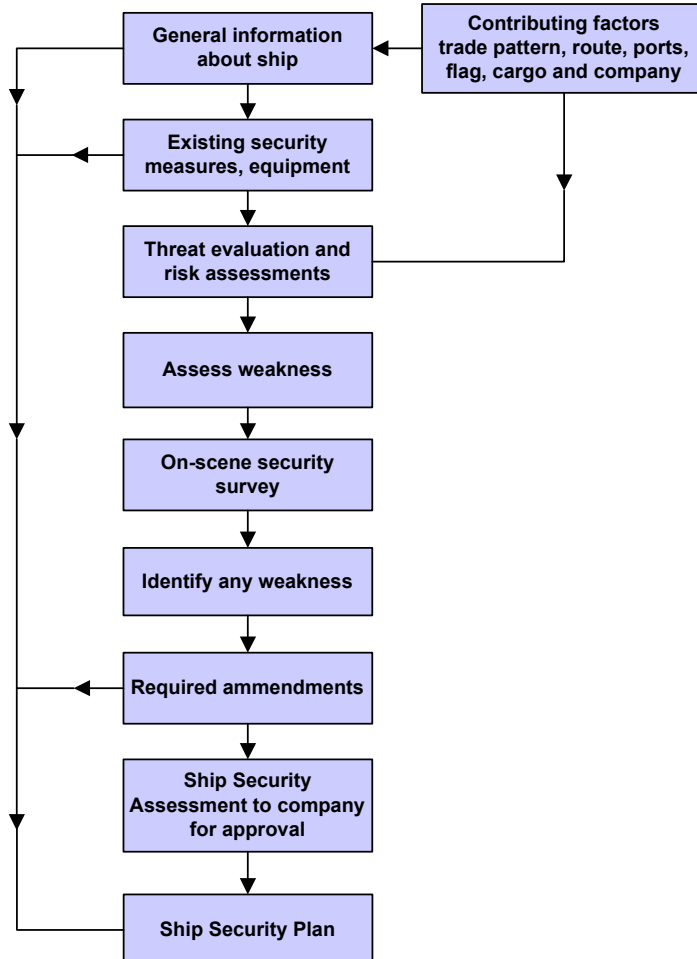 General information
about ship
Contributing factors
trade pattern, route, ports,
flag, cargo and company
Existing security
measures, equipment
Threat evaluation and
risk assessments
Assess weakness
On-scene security
survey
Identify any weakness
Required ammendments
Ship Security
Assessment to company
for approval
Ship Security Plan